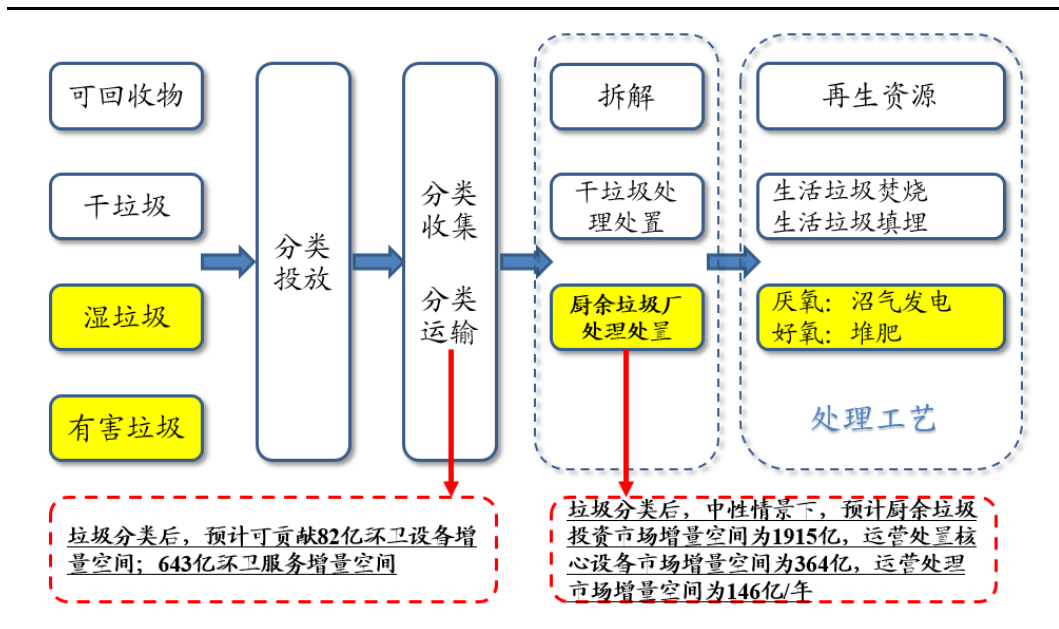 可回收物
干垃圾
湿垃圾
有害垃圾
分类
投放
分类
收集
分类
运输
拆解
干垃圾处
理处置
厨余垃圾厂
处理处置
再生资源
生活垃圾焚烧
生活垃圾填埋
厌氧：沼气发电
好氧：堆肥
处理工艺
垃圾分类后，预计可贡献82亿环卫设备增
量空间；643亿环卫服务增量空间
垃圾分类后，中性情景下，预计厨余垃圾
投资市场增量空间为1915亿，运营处置核
心设备市场增量空间为364亿，运营处理
市场增量空间为146亿/年